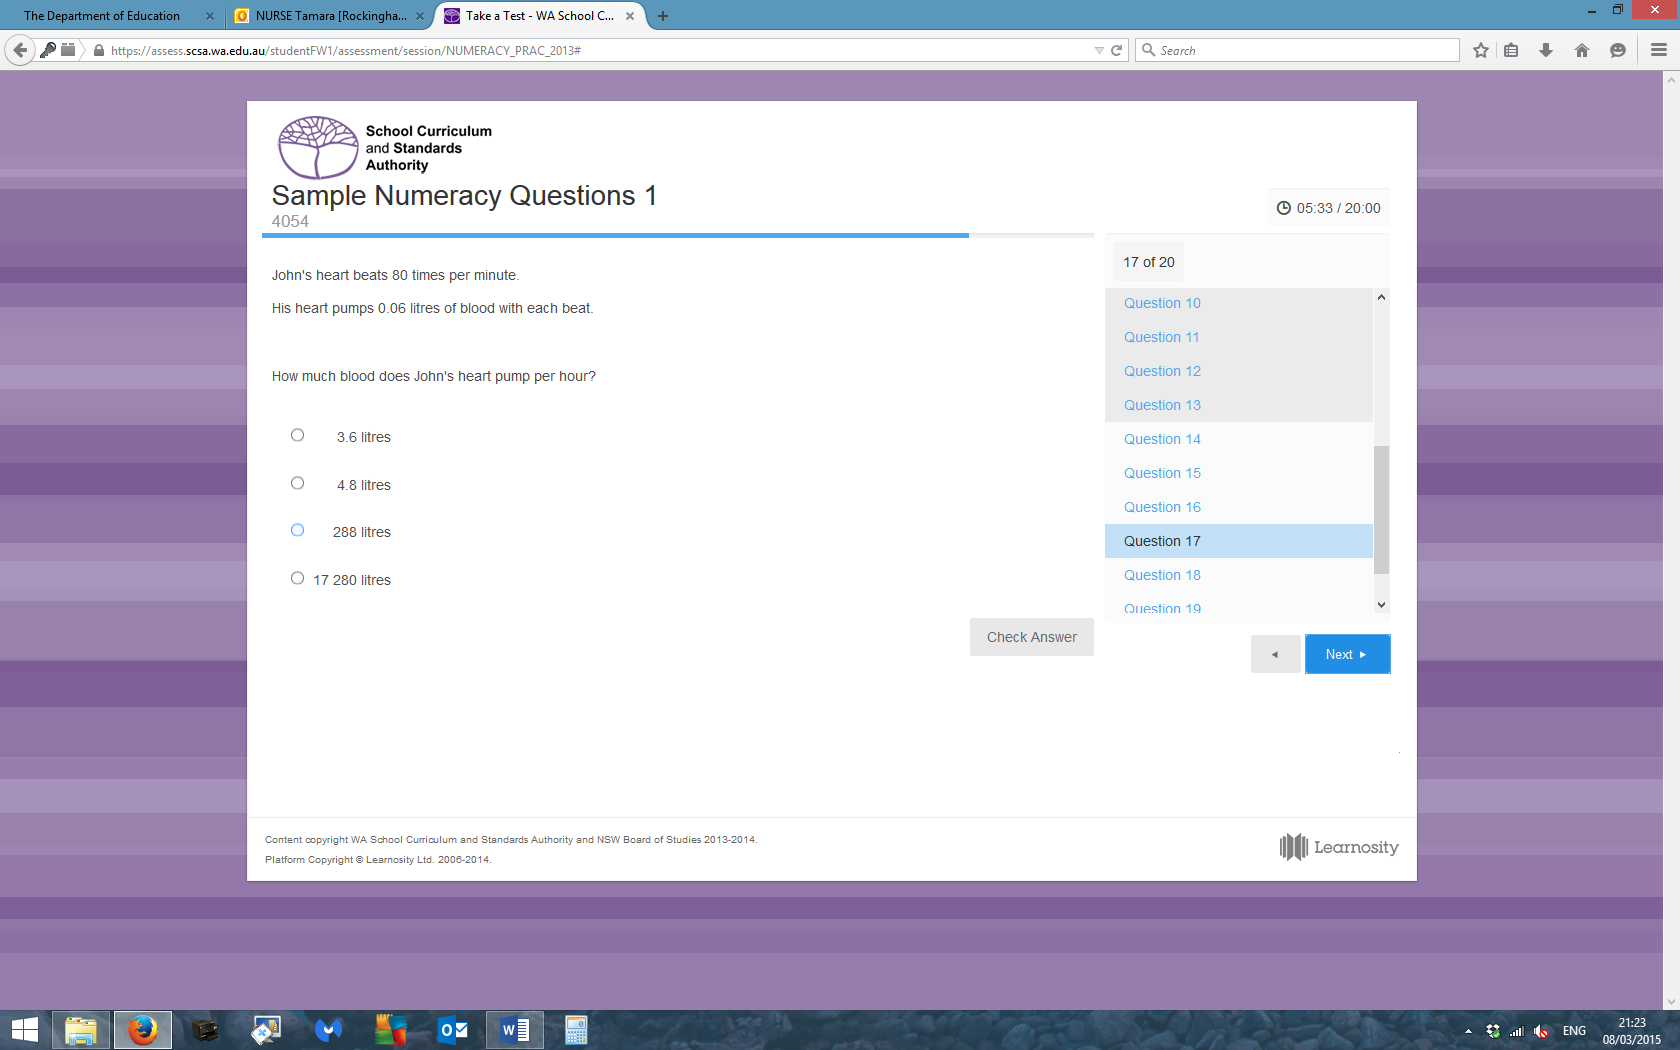 The Department of Education
NURSE Tamara [Rockingha...
Take a Test - WA School C...
https://assess.scsa.wa.edu.au/studentFW1/assessment/session/NUMERACY_PRAC_2013#
Search
School Curriculum
and Standards
Authority
Sample Numeracy Questions 1
4054
05:33 / 20:00
John's heart beats 80 times per minute.
His heart pumps 0.06 litres of blood with each beat.
How much blood does John's heart pump per hour?
3.6 litres
4.8 litres
288 litres
17 280 litres
Check Answer
17 of 20
Question 10
Question 11
Question 12
Question 13
Question 14
Question 15
Question 16
Question 17
Question 18
Question 19
Next
Content copyright WA School Curriculum and Standards Authority and NSW Board of Studies 2013-2014.
Platform Copyright © Learnosity Ltd. 2006-2014.
Learnosity
ENG
21:23
08/03/2015